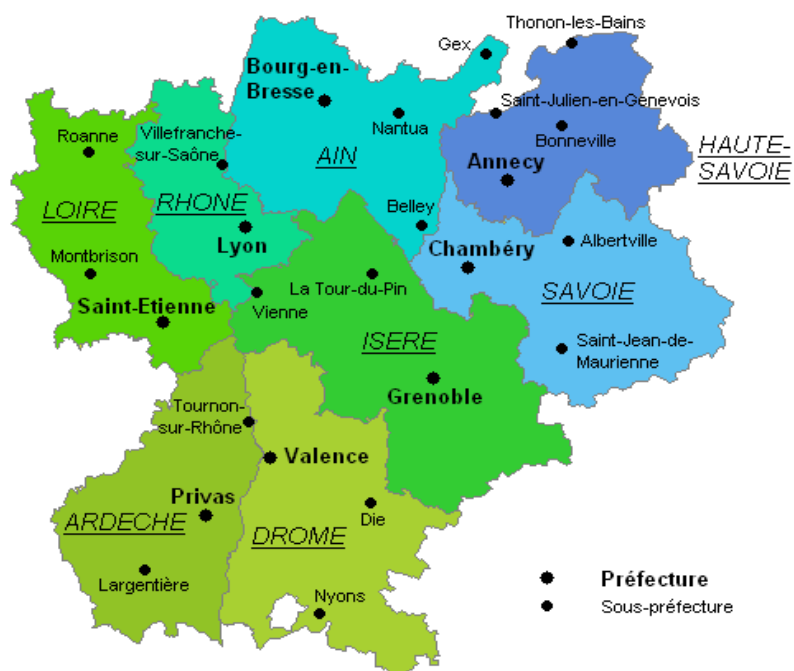 Thonon-les-Bains
Gex
Bourg-en-
Bresse
Saint-Julien-en-Genevois
Nantua
Roanne
Villefranche-
sur-Saône
Bonneville
HAUTE-
SAVOIE
AIN
Annecy
LOIRE
RHONE
Belley
Lyon
Chambéry
Albertville
Montbrison
La Tour-du-Pin
SAVOIE
Saint-Etienne
Vienne
ISERE
Saint-Jean-de-
Maurienne
Grenoble
Tournon-
sur-Rhône
Valence
Privas
ARDECHE
DROME
Die
Largentière
Nyons
Préfecture
Sous-préfecture